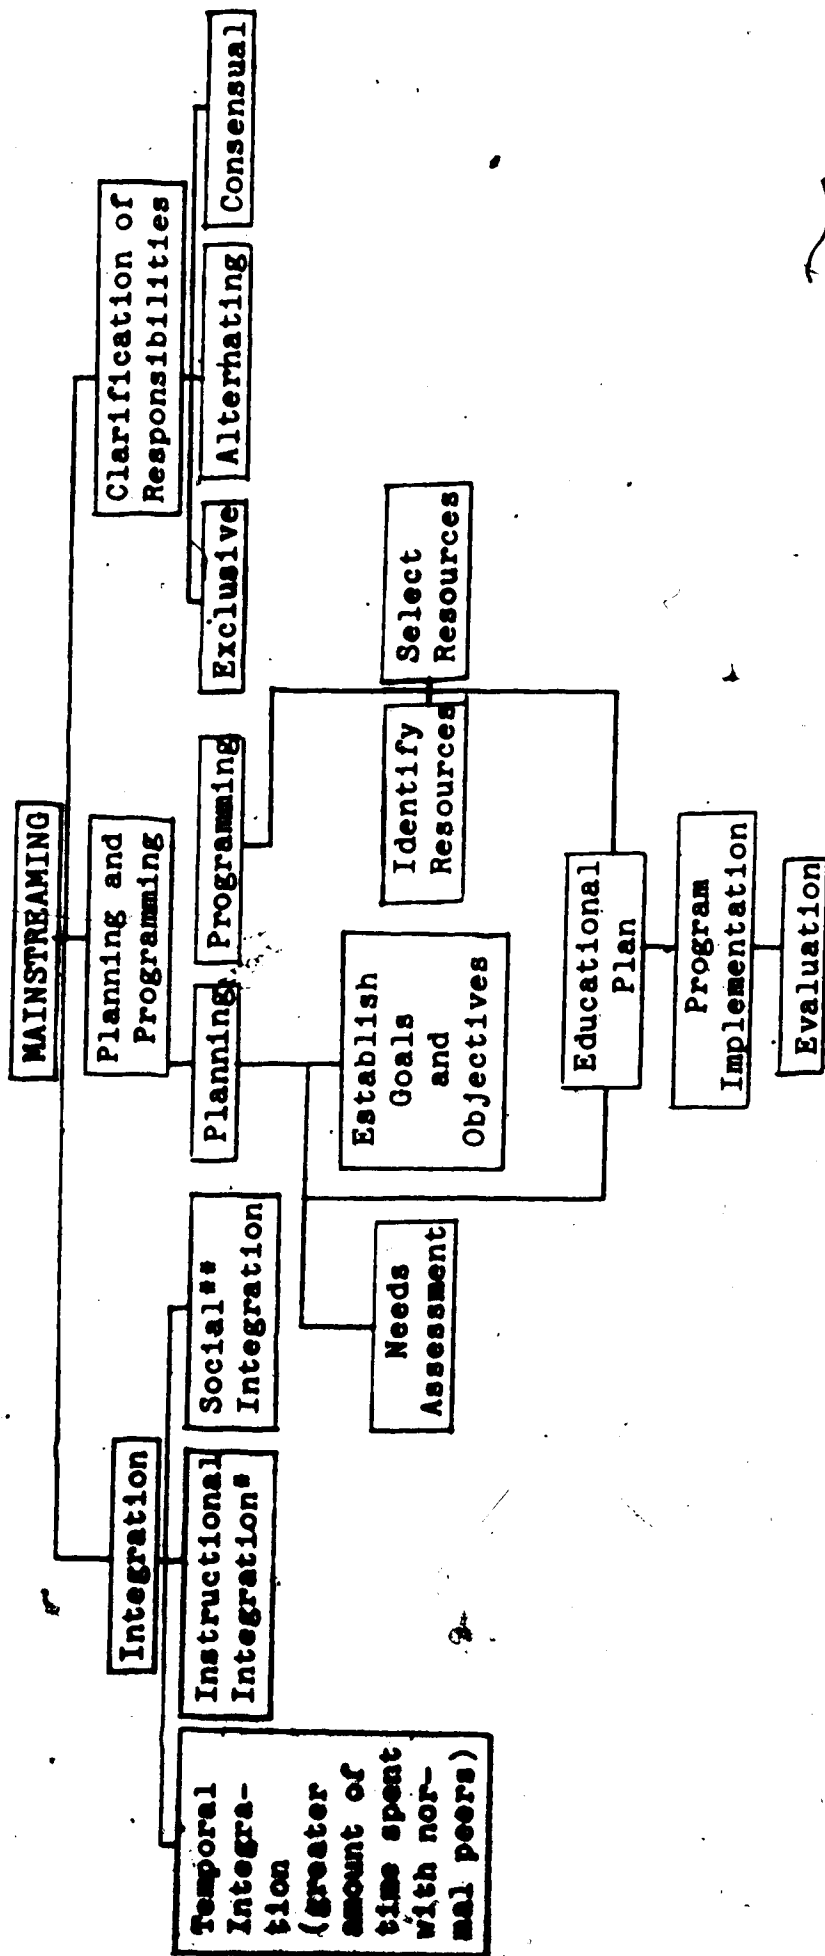 MAINSTREAMING
Integration
Planning and
Programming
Clarification of
Responsibilities
Temporal
Integra-
tion
(greater
amount of
time spent
with nor-
mal peers)
Instructional
Integration*
Social**
Integration
Planning
Programming
Exclusive
Alternating
Consensual
Needs
Assessment
Establish
Goals
and
Objectives
Identify
Resources
Select
Resources
Educational
Plan
Program
Implementation
Evaluation